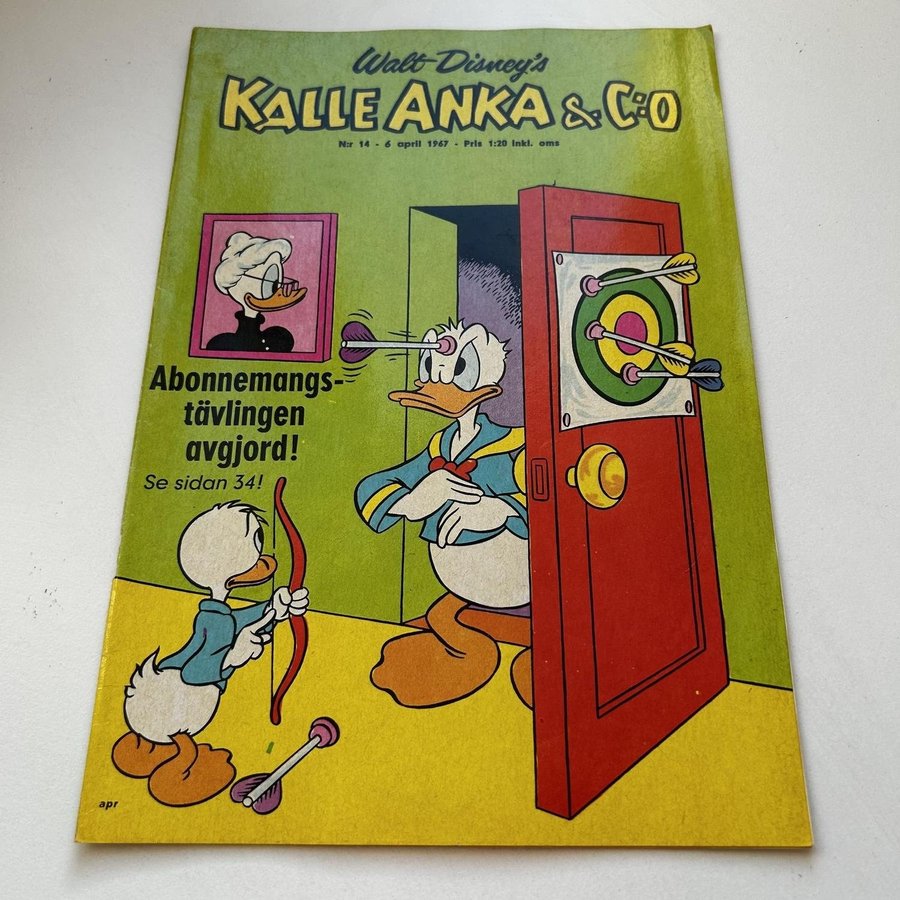 Walt Disney's
KALLE ANKA & C:O
N:r 14 - 6 april 1967 - Pris 1:20 inkl. oms
Abonnemangs-
tävlingen
avgjord!
Se sidan 34!
apr